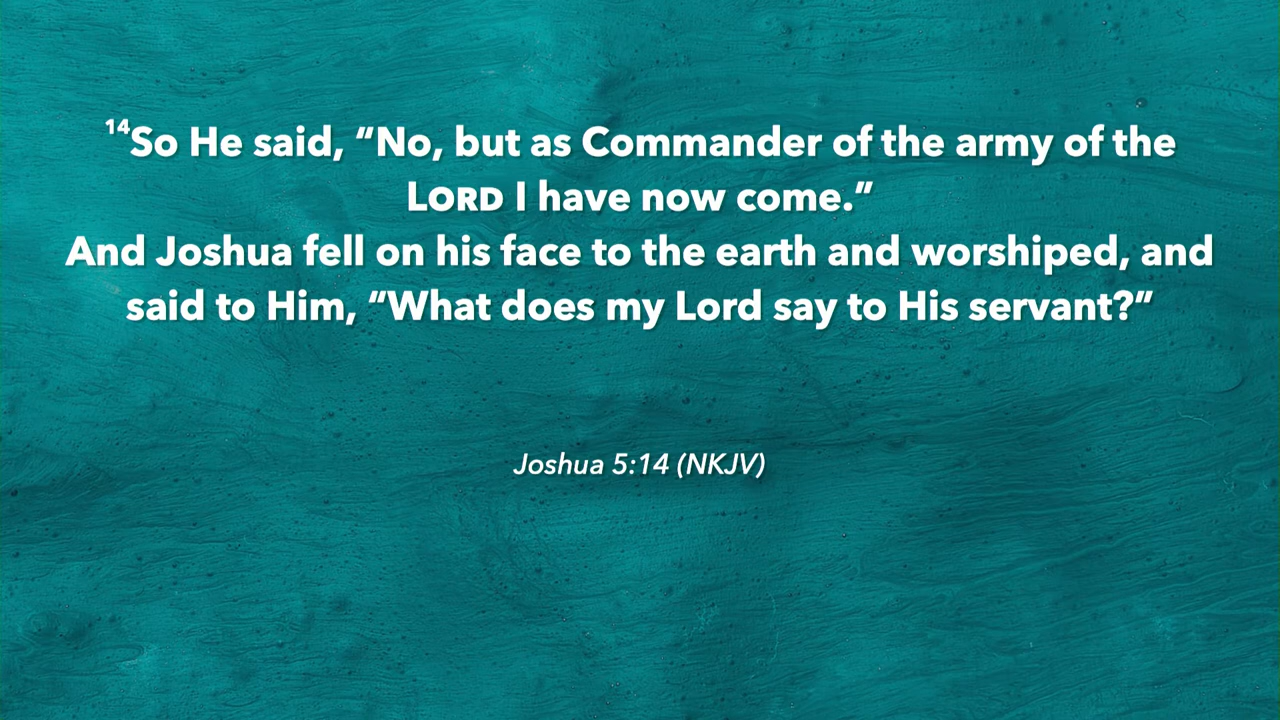 ¹⁴So He said, “No, but as Commander of the army of the
LORD I have now come.”
And Joshua fell on his face to the earth and worshiped, and
said to Him, “What does my Lord say to His servant?”
Joshua 5:14 (NKJV)